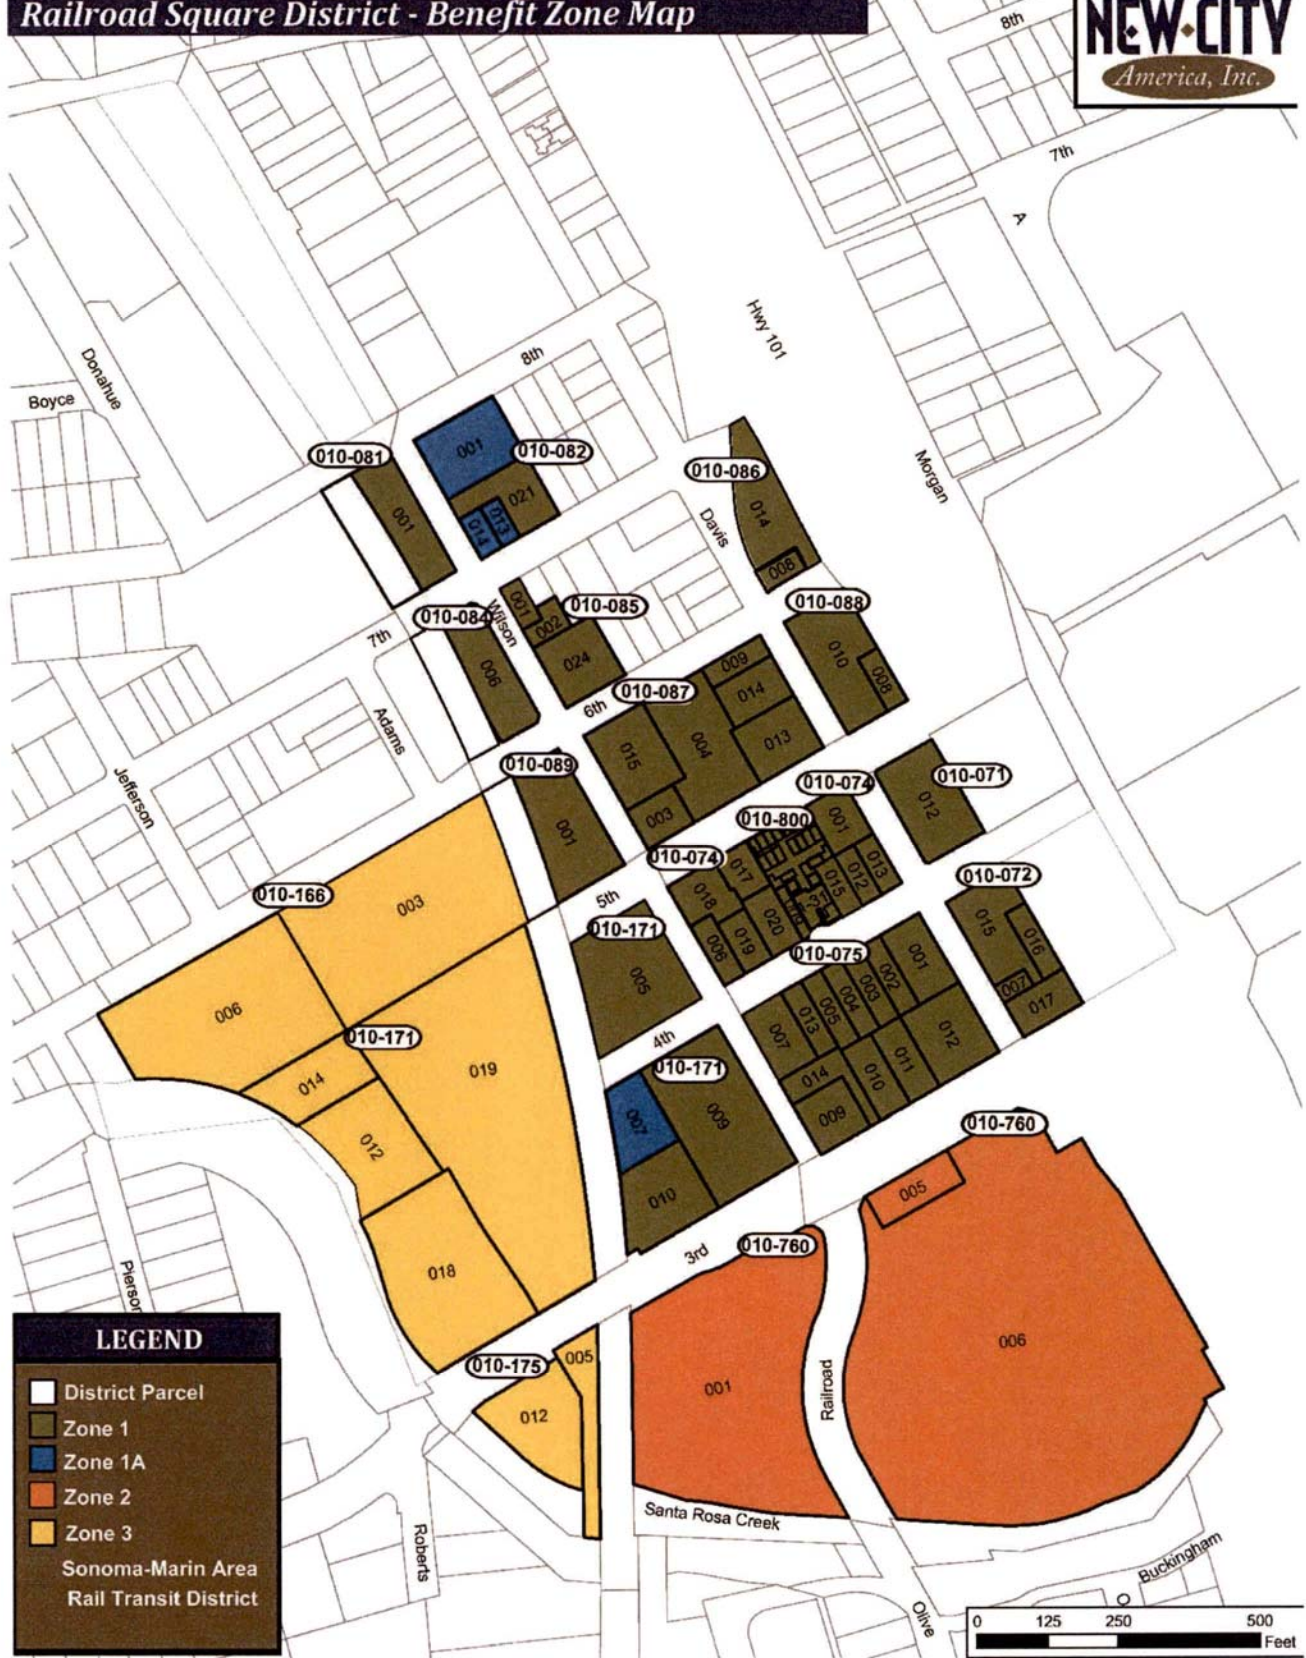 Railroad Square District - Benefit Zone Map
NEW CITY
America, Inc.
8th
7th
A
Hwy 101
Donahue
Boyce
8th
Morgan
010-081
001
001
010-082
021
013
014
010-086
014
008
Davis
010-084
Wilson
7th
006
001
010-085
002
024
010-088
010
008
Adams
6th
010-087
009
014
004
013
015
003
Jefferson
010-089
001
010-074
010-071
012
010-800
001
010-074
017
018
015
012
013
020
019
006
010-072
015
016
007
017
010-166
003
5th
010-171
005
010-075
001
002
003
004
005
013
007
012
011
010
014
009
006
010-171
014
019
4th
010-171
007
009
012
010
018
010-760
005
3rd
010-760
006
001
Pierson
010-175
005
012
Railroad
Santa Rosa Creek
Roberts
Olive
Buckingham
O
LEGEND
District Parcel
Zone 1
Zone 1A
Zone 2
Zone 3
Sonoma-Marin Area
Rail Transit District
0 125 250 500
Feet